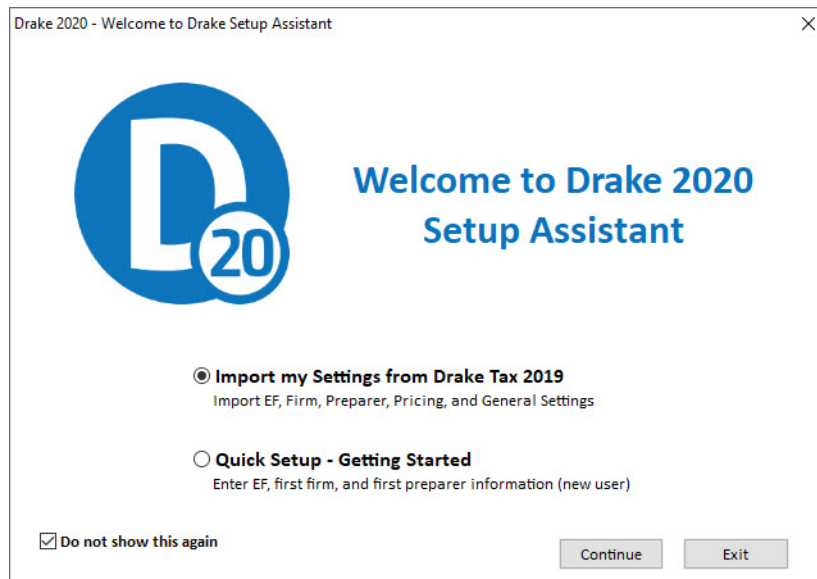 Drake 2020 - Welcome to Drake Setup Assistant
D
20
Welcome to Drake 2020
Setup Assistant
Import my Settings from Drake Tax 2019
Import EF, Firm, Preparer, Pricing, and General Settings
Quick Setup - Getting Started
Enter EF, first firm, and first preparer information (new user)
Do not show this again
Continue
Exit